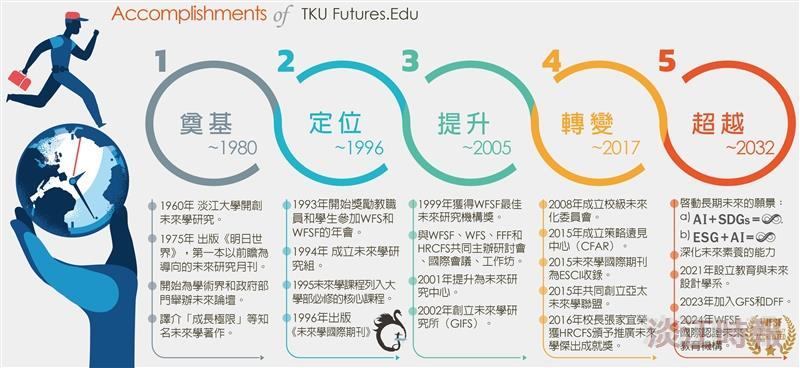 Accomplishments of TKU Futures.Edu
1
奠基
~1980
1960年 淡江大學開創
未來學研究。
1975年 出版《明日世
界》，第一本以前瞻為
導向的未來研究月刊。
開始為學術界和政府部
門舉辦未來論壇。
譯介「成長極限」等知
名未來學著作。
2
定位
~1996
1993年開始獎勵教職
員和學生參加WFS和
WFSF的年會。
1994年 成立未來學研
究組。
1995未來學課程列入大
學部必修的核心課程。
1996年出版
《未來學國際期刊》
3
提升
~2005
1999年獲得WFSF最佳
未來研究機構獎。
與WFSF、WFS、FFF和
HRCFS共同主辦研討會
、國際會議、工作坊。
2001年提升為未來研
究中心。
2002年創立未來學研
究所（GIFS）。
4
轉變
~2017
2008年成立校級未來
化委員會。
2015年成立策略遠見
中心（CFAR）。
2015未來學國際期刊
為ESCI收錄。
2015年共同創立亞太
未來學聯盟。
2016年校長張家宜榮
獲HRCFS頒予推廣未來
學傑出成就獎。
5
超越
~2032
啓動長期未來的願景：
a) AI+SDGs=∞
b) ESG+AI=∞
深化未來素養的能力
2021年設立教育與未來
設計學系。
2023年加入GFS和DFF。
2024年WFSF
國際認證未來
教育機構
WFSF
淡江時報